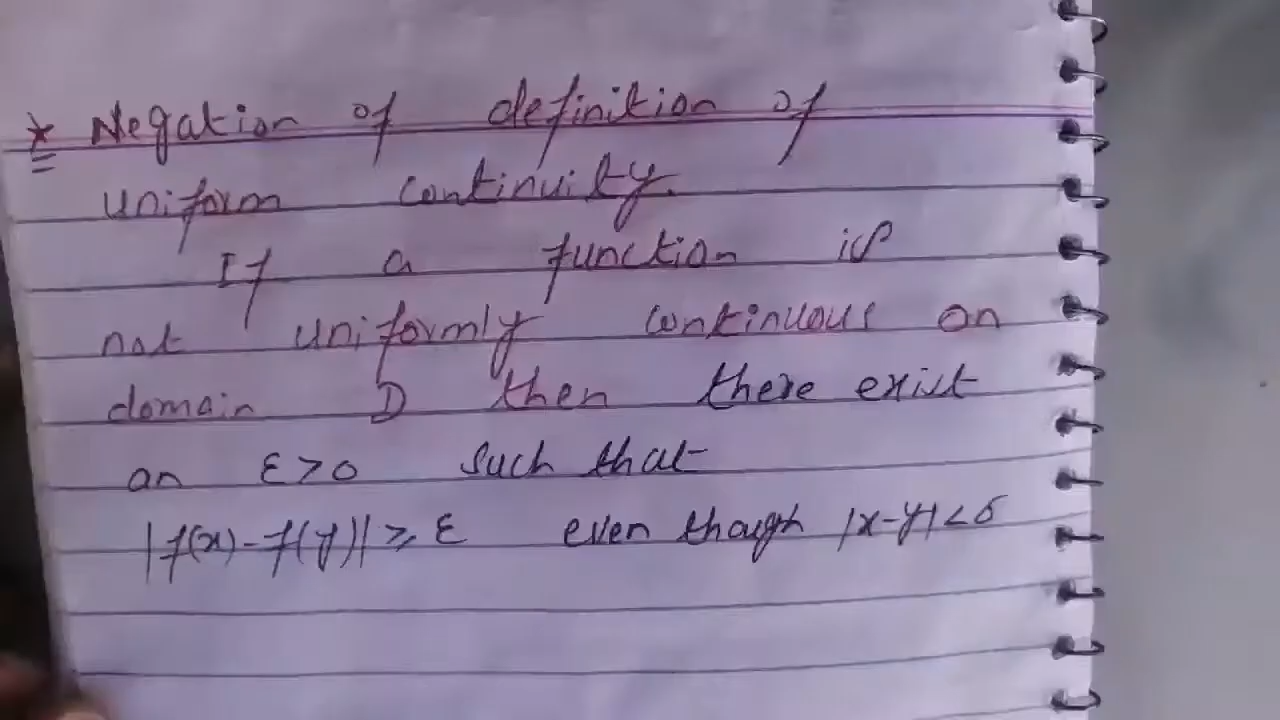 * Negation of definition of
uniform continuity.
If a function is
not uniformly continuous on
domain D then there exist
an ε>0 such that
|f(x)-f(y)|≥ε even though |x-y|<δ